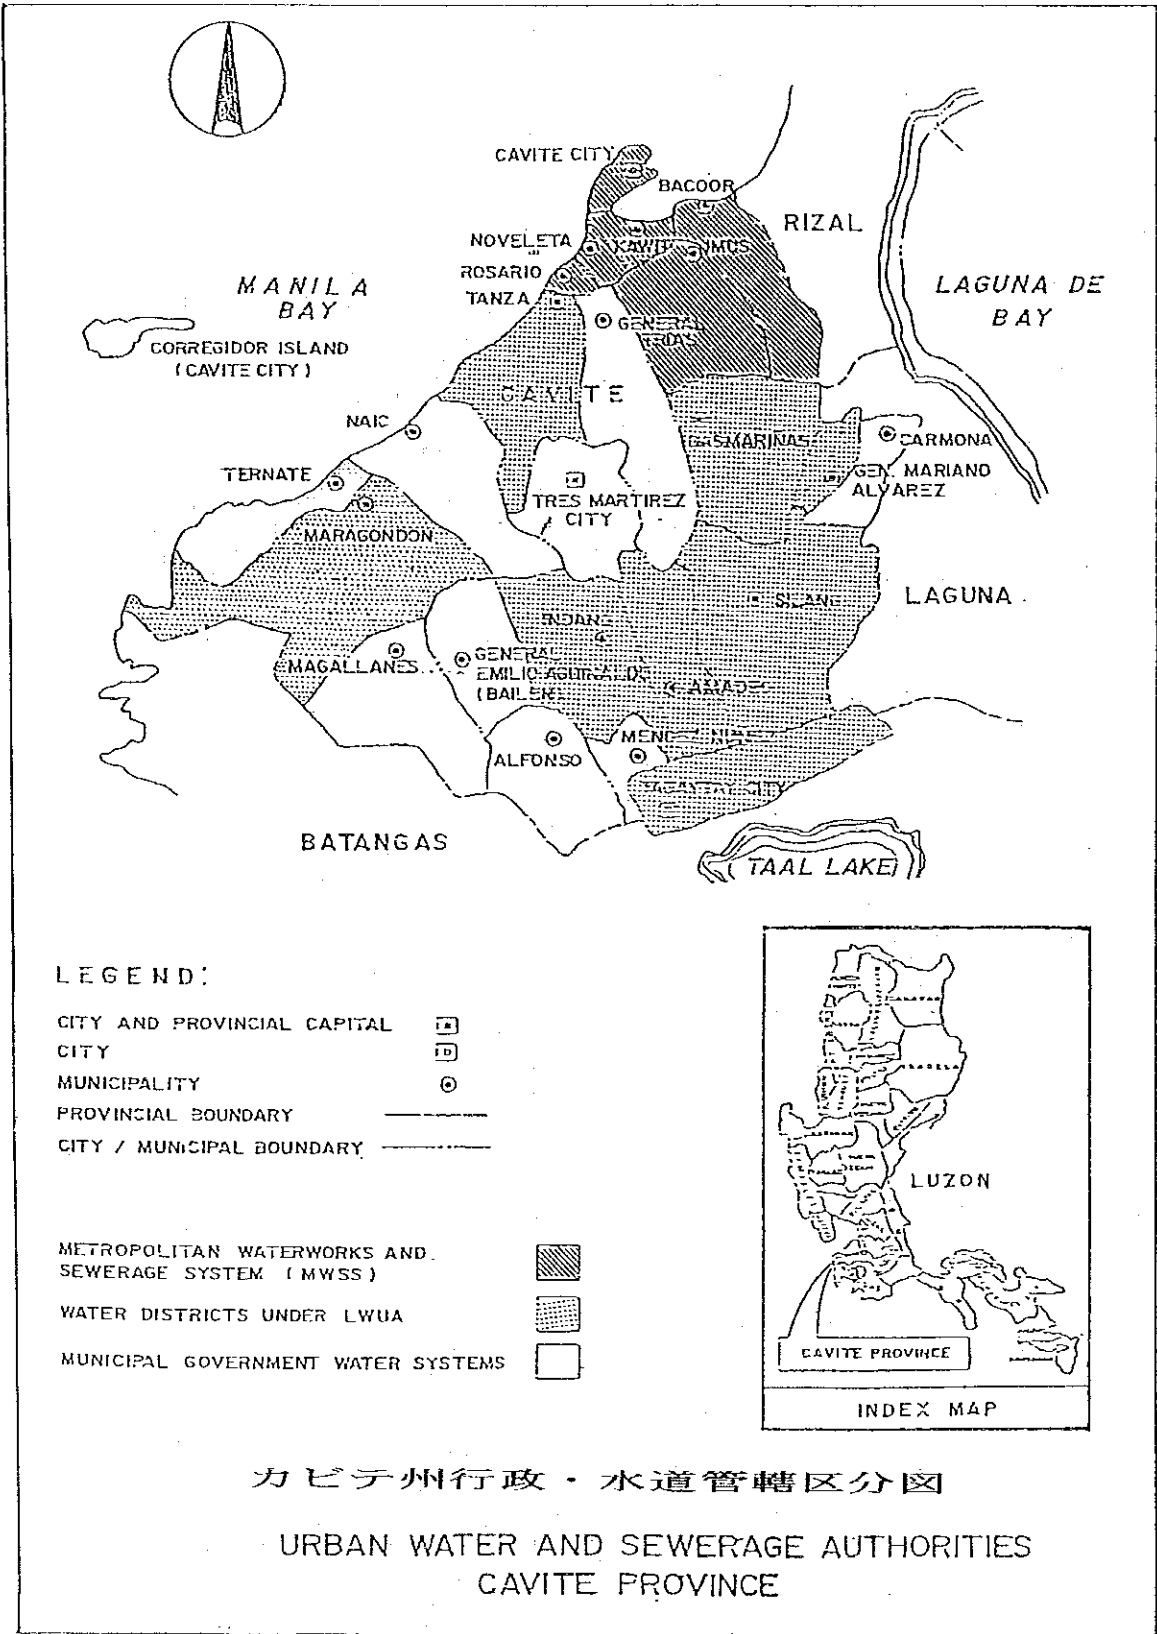 CAVITE CITY
BACOOR
RIZAL
NOVELETA
KAWIT
IMUS
ROSARIO
MANILA
BAY
TANZA
LAGUNA DE
BAY
GENERAL
TRIAS
CORREGIDOR ISLAND
(CAVITE CITY)
CAVITE
NAIC
DASMARINAS
CARMONA
TERNATE
GEN. MARIANO
ALVAREZ
TRES MARTIREZ
CITY
MARAGONDON
SILANG
LAGUNA
INDANG
MAGALLANES
GENERAL
EMILIO AGUINALDO
(BAILEN)
AMADEO
MENDEZ NUNEZ
ALFONSO
TAGAYTAY CITY
BATANGAS
TAAL LAKE
LEGEND:
CITY AND PROVINCIAL CAPITAL
CITY
MUNICIPALITY
PROVINCIAL BOUNDARY
CITY / MUNICIPAL BOUNDARY
METROPOLITAN WATERWORKS AND
SEWERAGE SYSTEM (MWSS)
WATER DISTRICTS UNDER LWUA
MUNICIPAL GOVERNMENT WATER SYSTEMS
LUZON
CAVITE PROVINCE
INDEX MAP
カビテ州行政・水道管轄区分図
URBAN WATER AND SEWERAGE AUTHORITIES
CAVITE PROVINCE